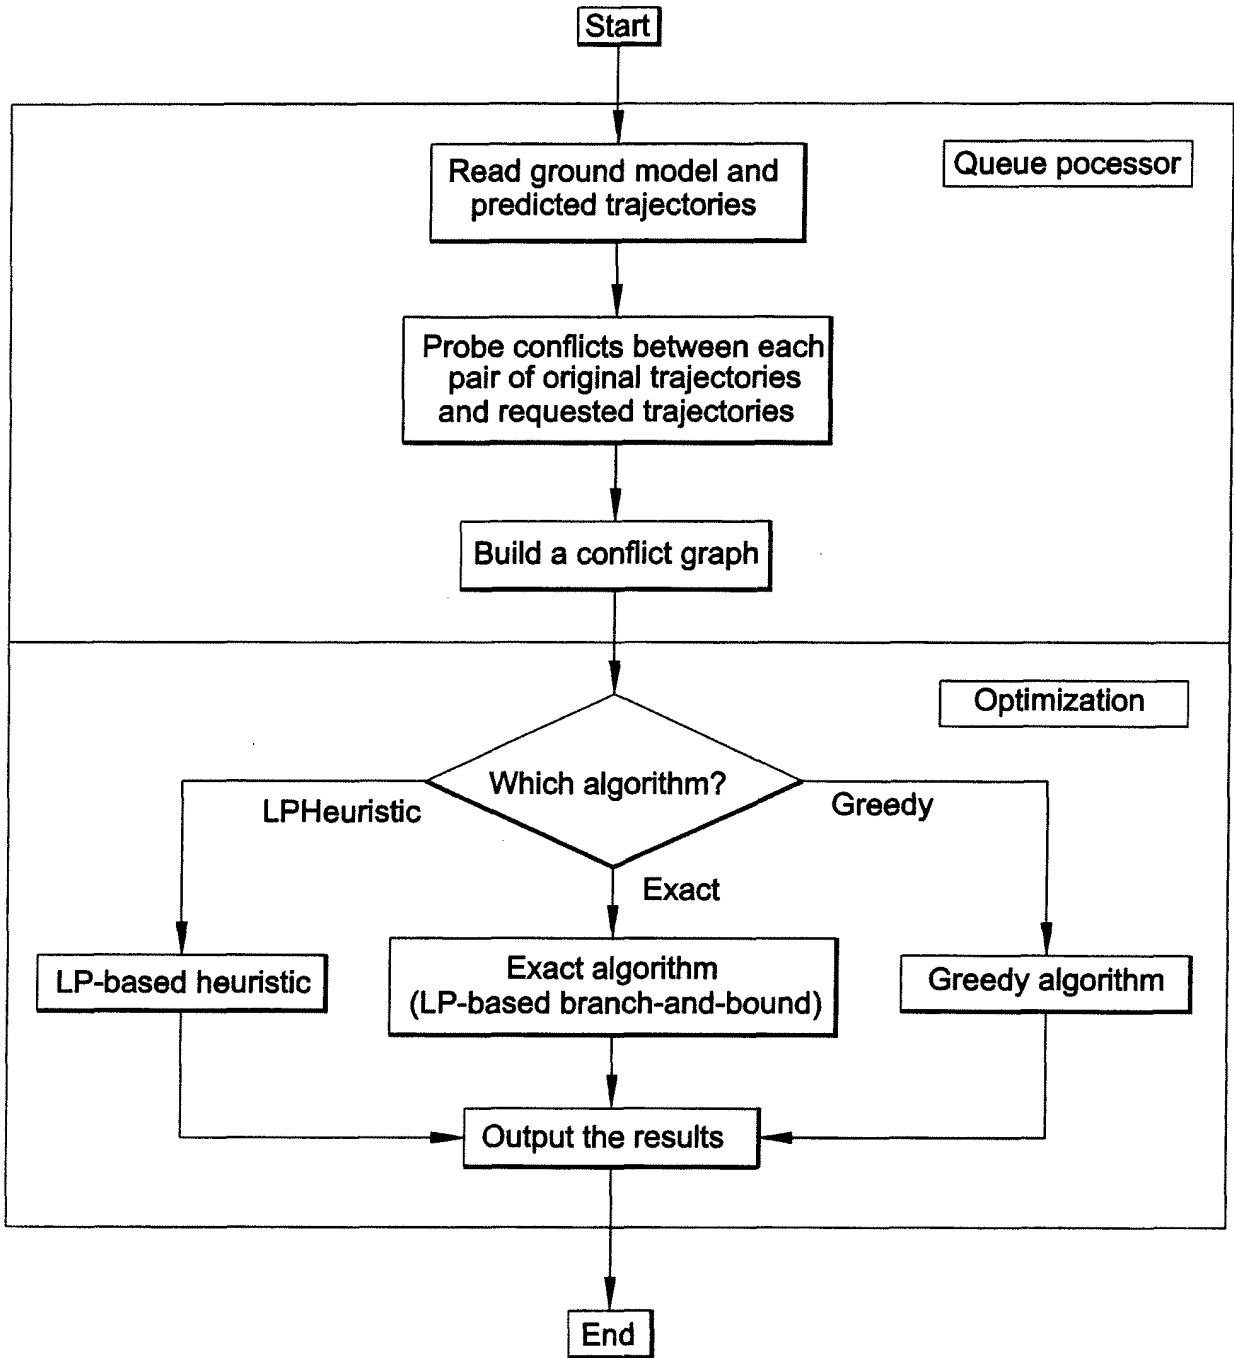 Start
Queue pocessor
Read ground model and
predicted trajectories
Probe conflicts between each
pair of original trajectories
and requested trajectories
Build a conflict graph
Optimization
Which algorithm?
LPHeuristic
Greedy
Exact
LP-based heuristic
Exact algorithm
(LP-based branch-and-bound)
Greedy algorithm
Output the results
End